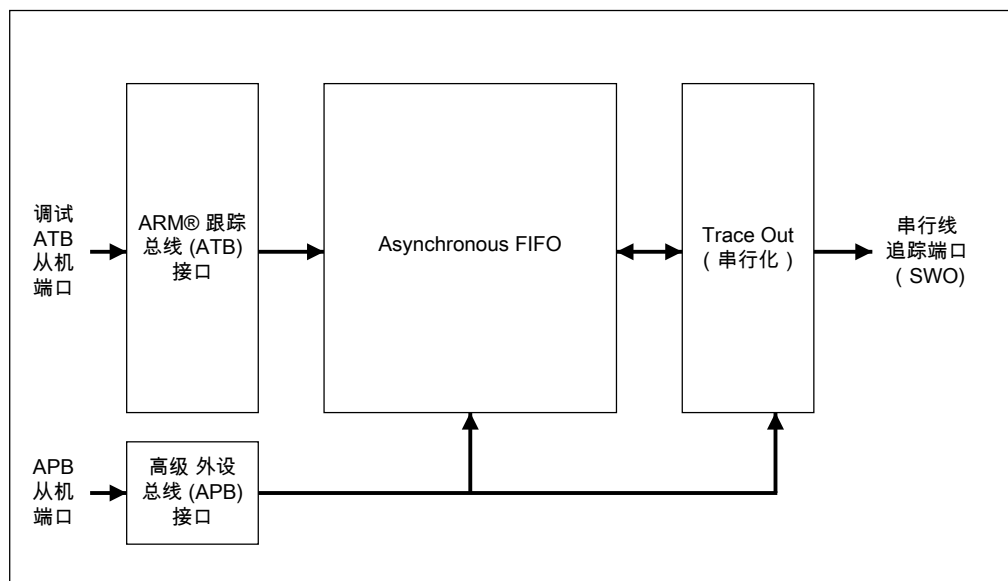 调试
ATB
从机
端口
ARM® 跟踪
总线 (ATB)
接口
Asynchronous FIFO
Trace Out
( 串行化 )
串行线
追踪端口
( SWO)
APB
从机
端口
高级 外设
总线 (APB)
接口